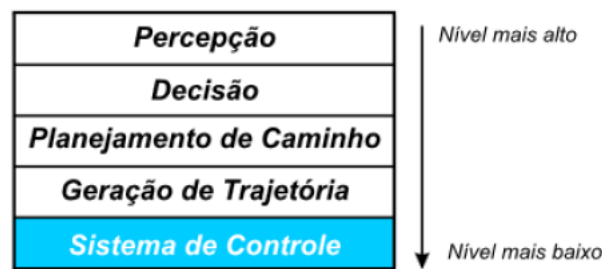 Percepção
Nível mais alto
Decisão
Planejamento de Caminho
Geração de Trajetória
Sistema de Controle
Nível mais baixo